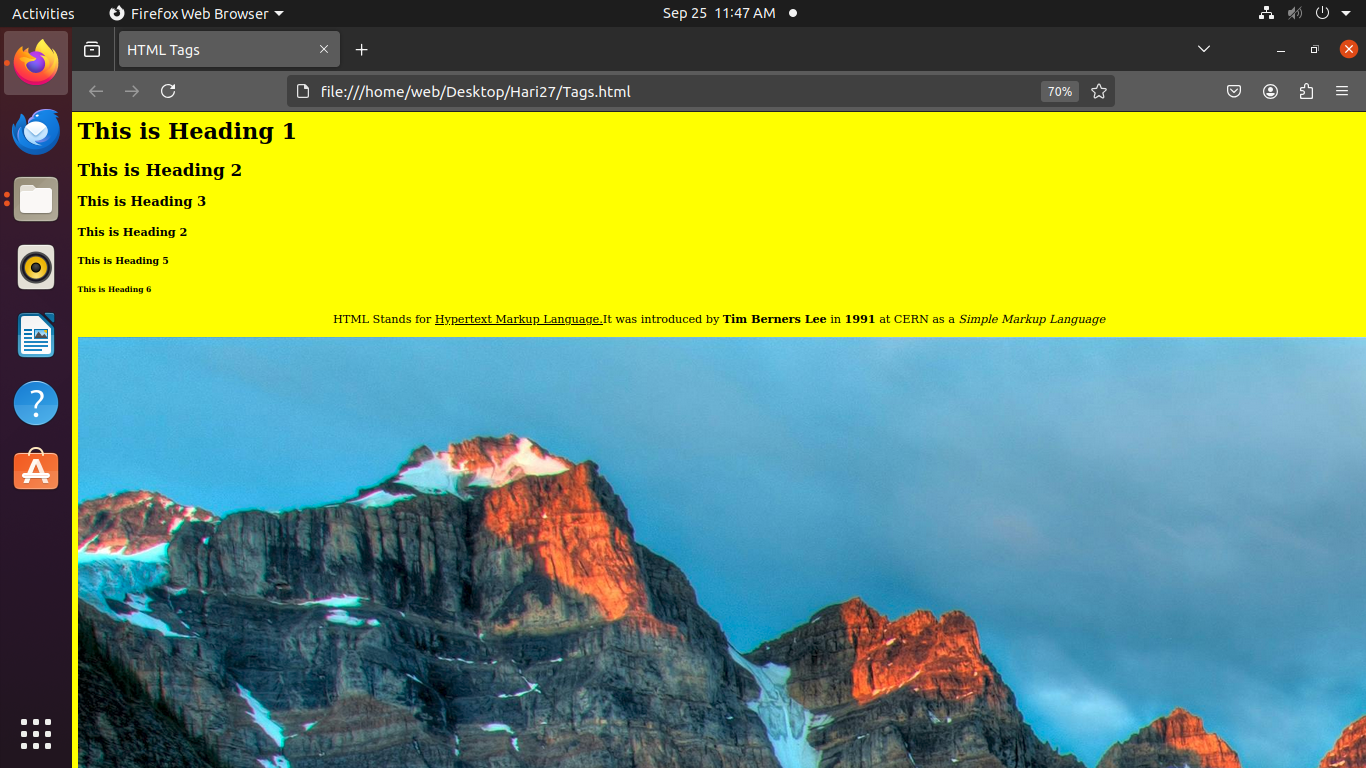 Activities
Firefox Web Browser
Sep 25 11:47 AM
HTML Tags
file:///home/web/Desktop/Hari27/Tags.html
70%
This is Heading 1
This is Heading 2
This is Heading 3
This is Heading 2
This is Heading 5
This is Heading 6
HTML Stands for Hypertext Markup Language.It was introduced by Tim Berners Lee in 1991 at CERN as a Simple Markup Language